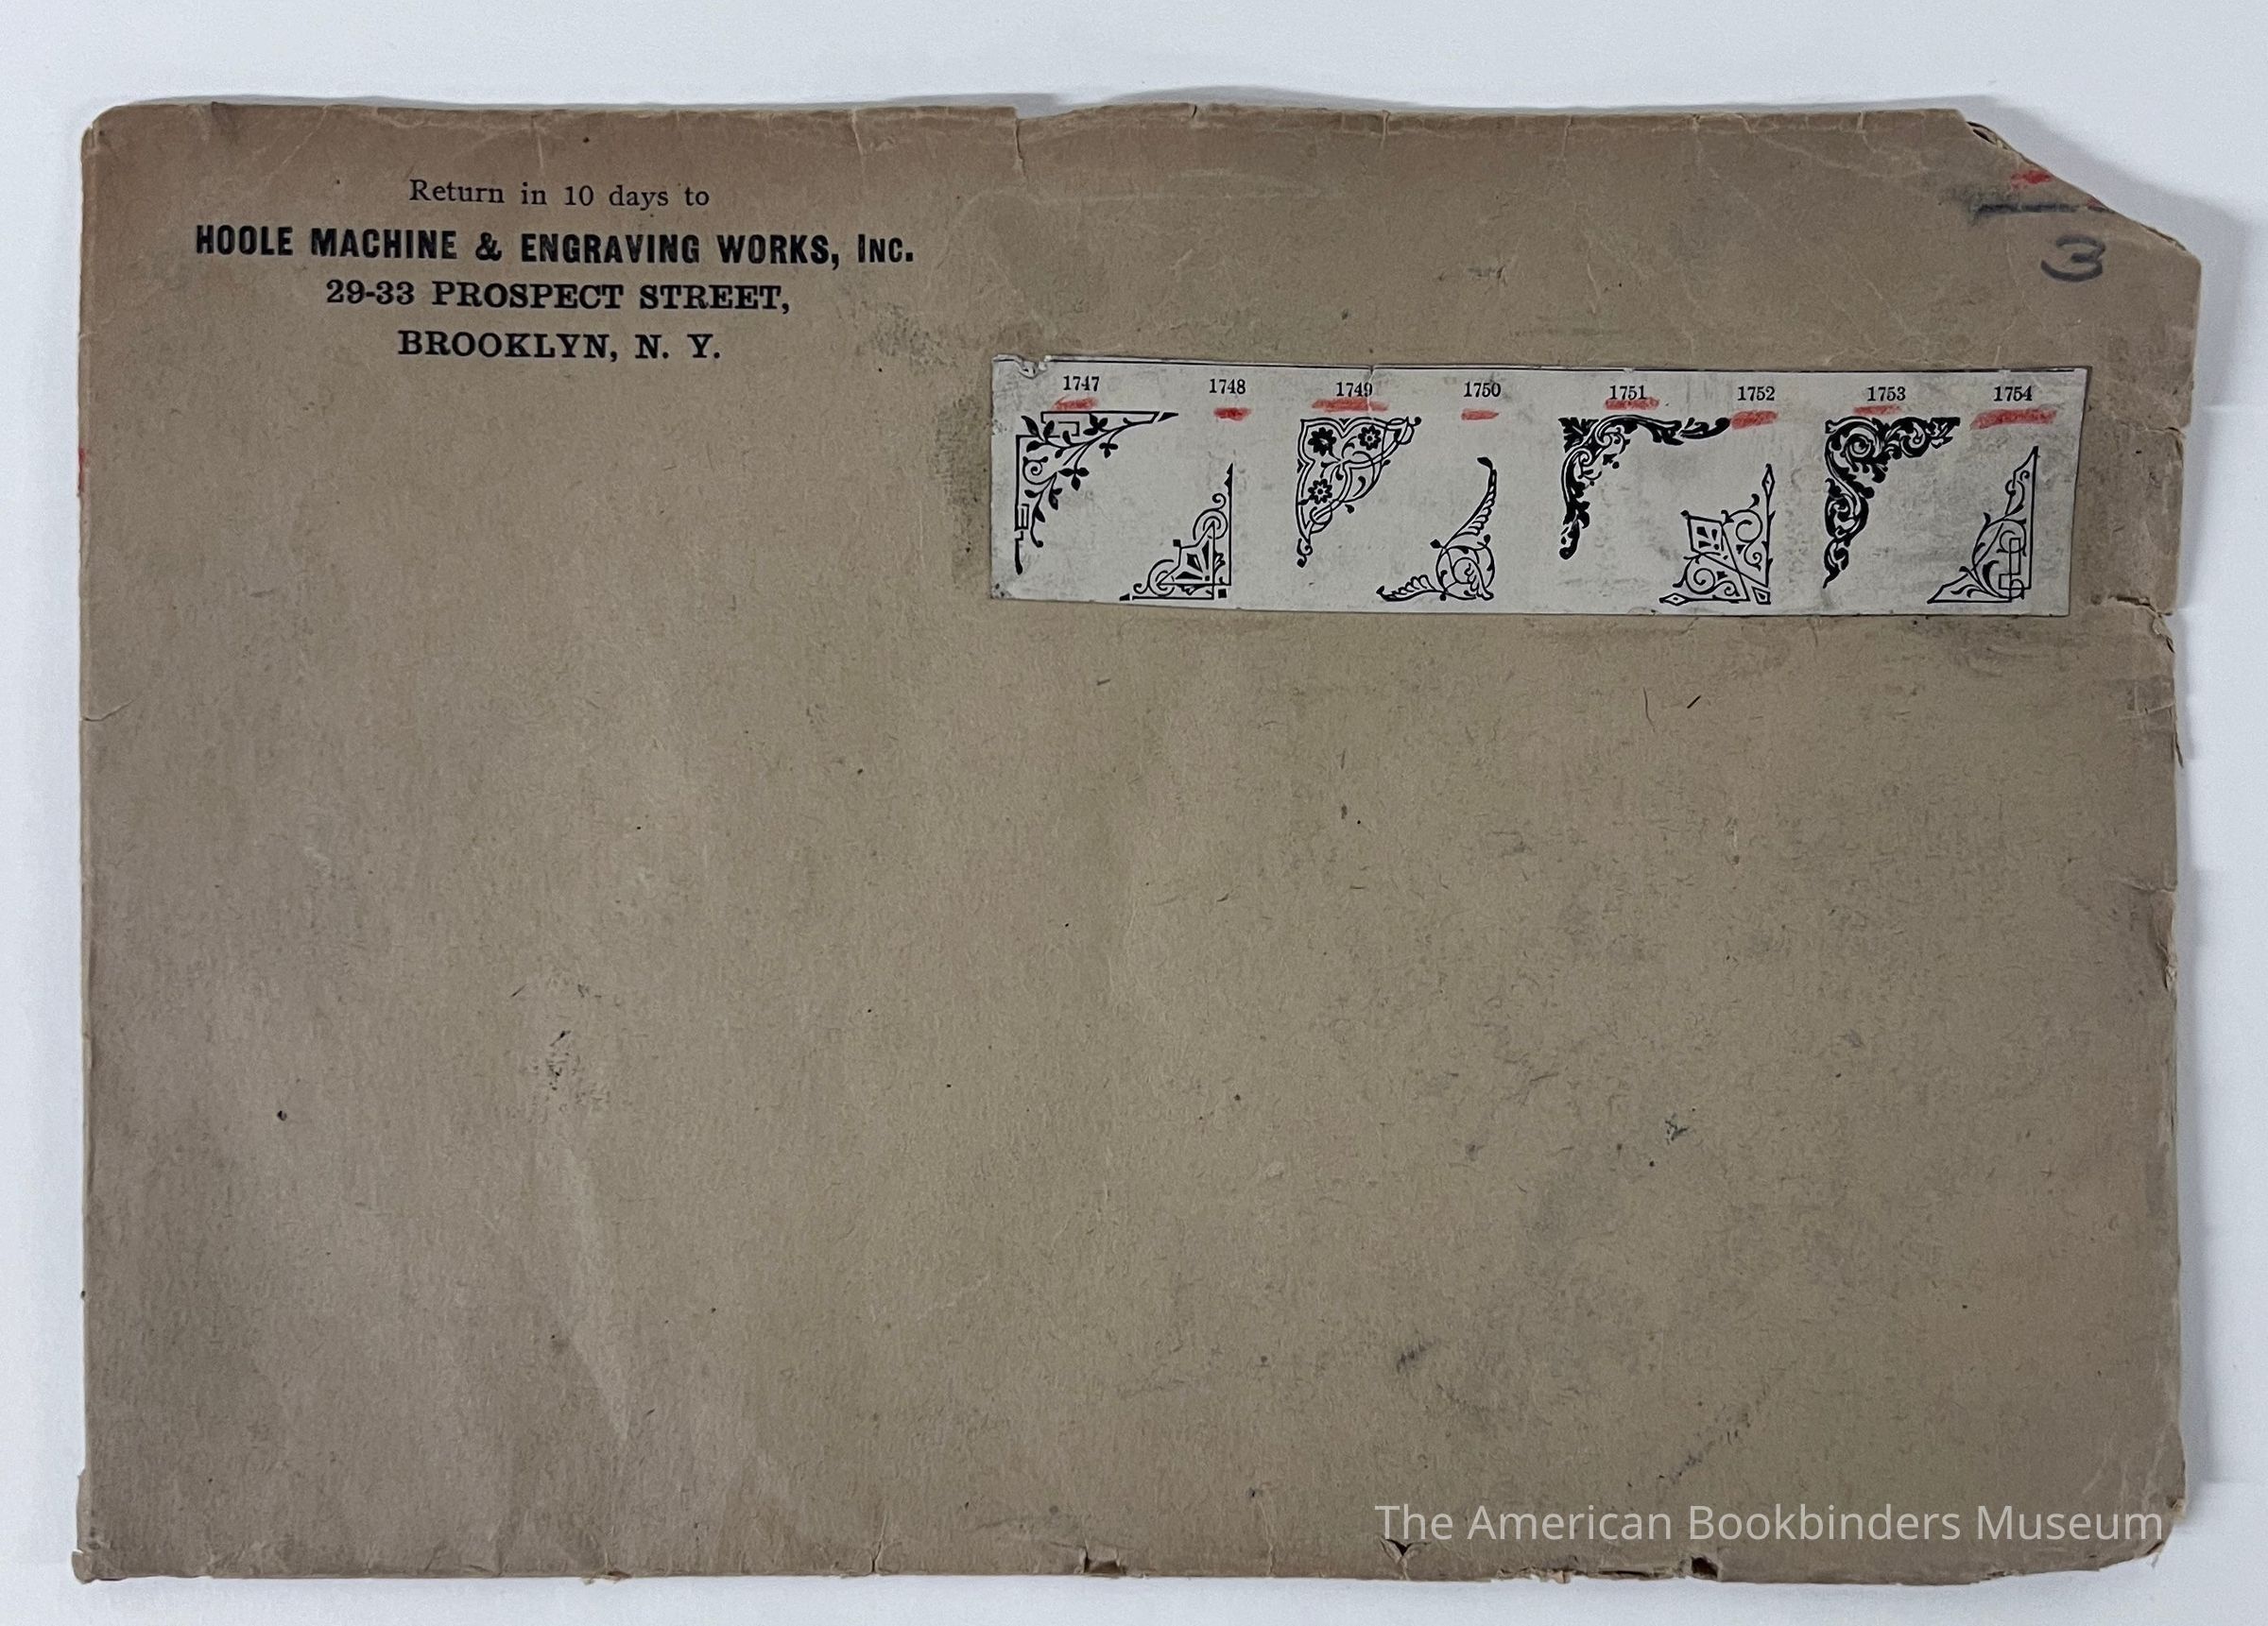 Return in 10 days to
HOOLE MACHINE & ENGRAVING WORKS, INC.
29-33 PROSPECT STREET,
BROOKLYN, N. Y.
3
1747 1748 1749 1750 1751 1752 1753 1754
The American Bookbinders Museum